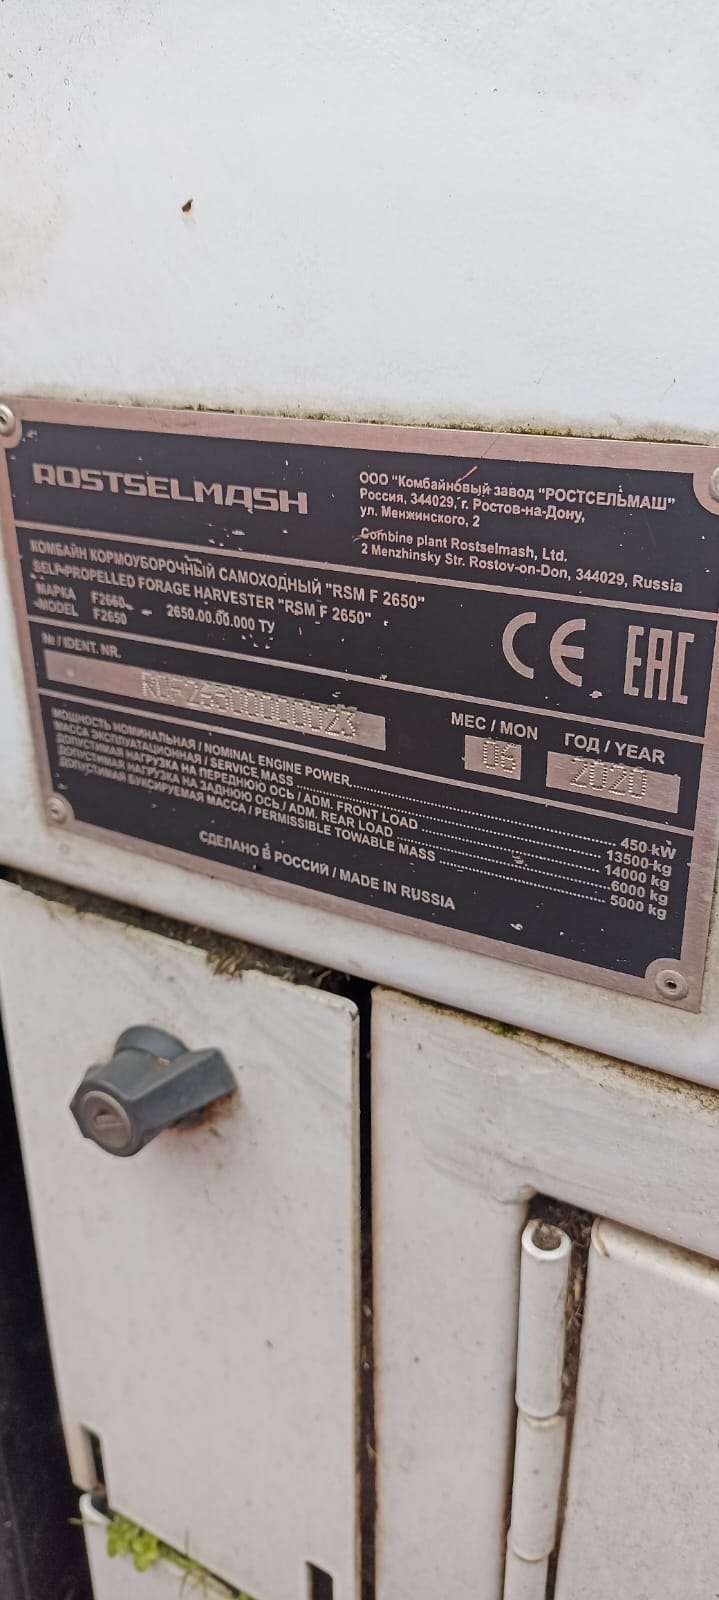 ROSTSELMASH
ООО "Комбайновый завод "РОСТСЕЛЬМАШ"
Россия, 344029, г. Ростов-на-Дону,
ул. Менжинского, 2
Combine plant Rostselmash, Ltd.
2 Menzhinsky Str. Rostov-on-Don, 344029, Russia
КОМБАЙН КОРМОУБОРОЧНЫЙ САМОХОДНЫЙ "RSM F 2650"
SELF-PROPELLED FORAGE HARVESTER "RSM F 2650"
МАРКА F2660
MODEL F2650
2650.00.00.000 ТУ
CE EAC
№ / IDENT. NR.
26500000023
МЕС / MON
06
ГОД / YEAR
2020
МОЩНОСТЬ НОМИНАЛЬНАЯ / NOMINAL ENGINE POWER 450 kW
МАССА ЭКСПЛУАТАЦИОННАЯ / SERVICE MASS 13500 kg
ДОПУСТИМАЯ НАГРУЗКА НА ПЕРЕДНЮЮ ОСЬ / ADM. FRONT LOAD 14000 kg
ДОПУСТИМАЯ НАГРУЗКА НА ЗАДНЮЮ ОСЬ / ADM. REAR LOAD 6000 kg
ДОПУСТИМАЯ БУКСИРУЕМАЯ МАССА / PERMISSIBLE TOWABLE MASS 5000 kg
СДЕЛАНО В РОССИИ / MADE IN RUSSIA